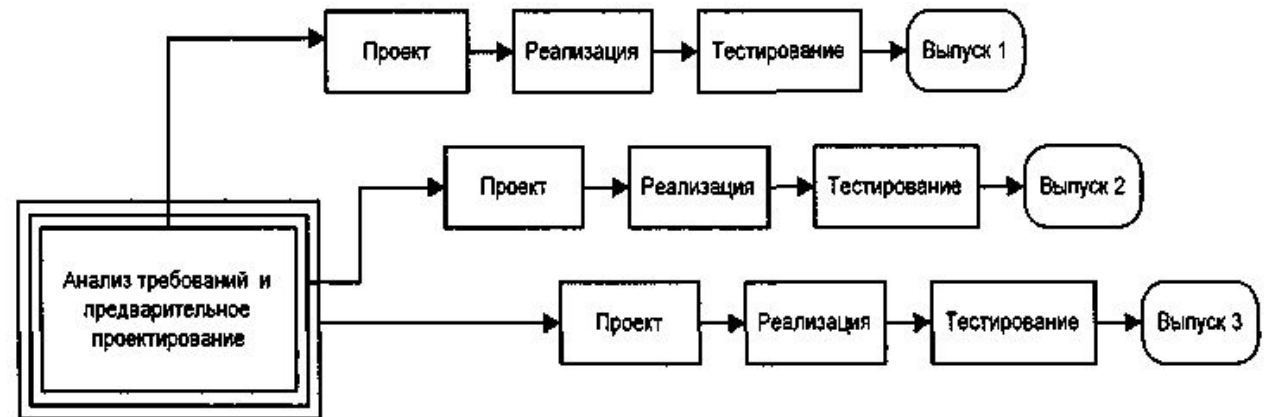 Проект
Реализация
Тестирование
Выпуск 1
Проект
Реализация
Тестирование
Выпуск 2
Анализ требований и
предварительное
проектирование
Проект
Реализация
Тестирование
Выпуск 3